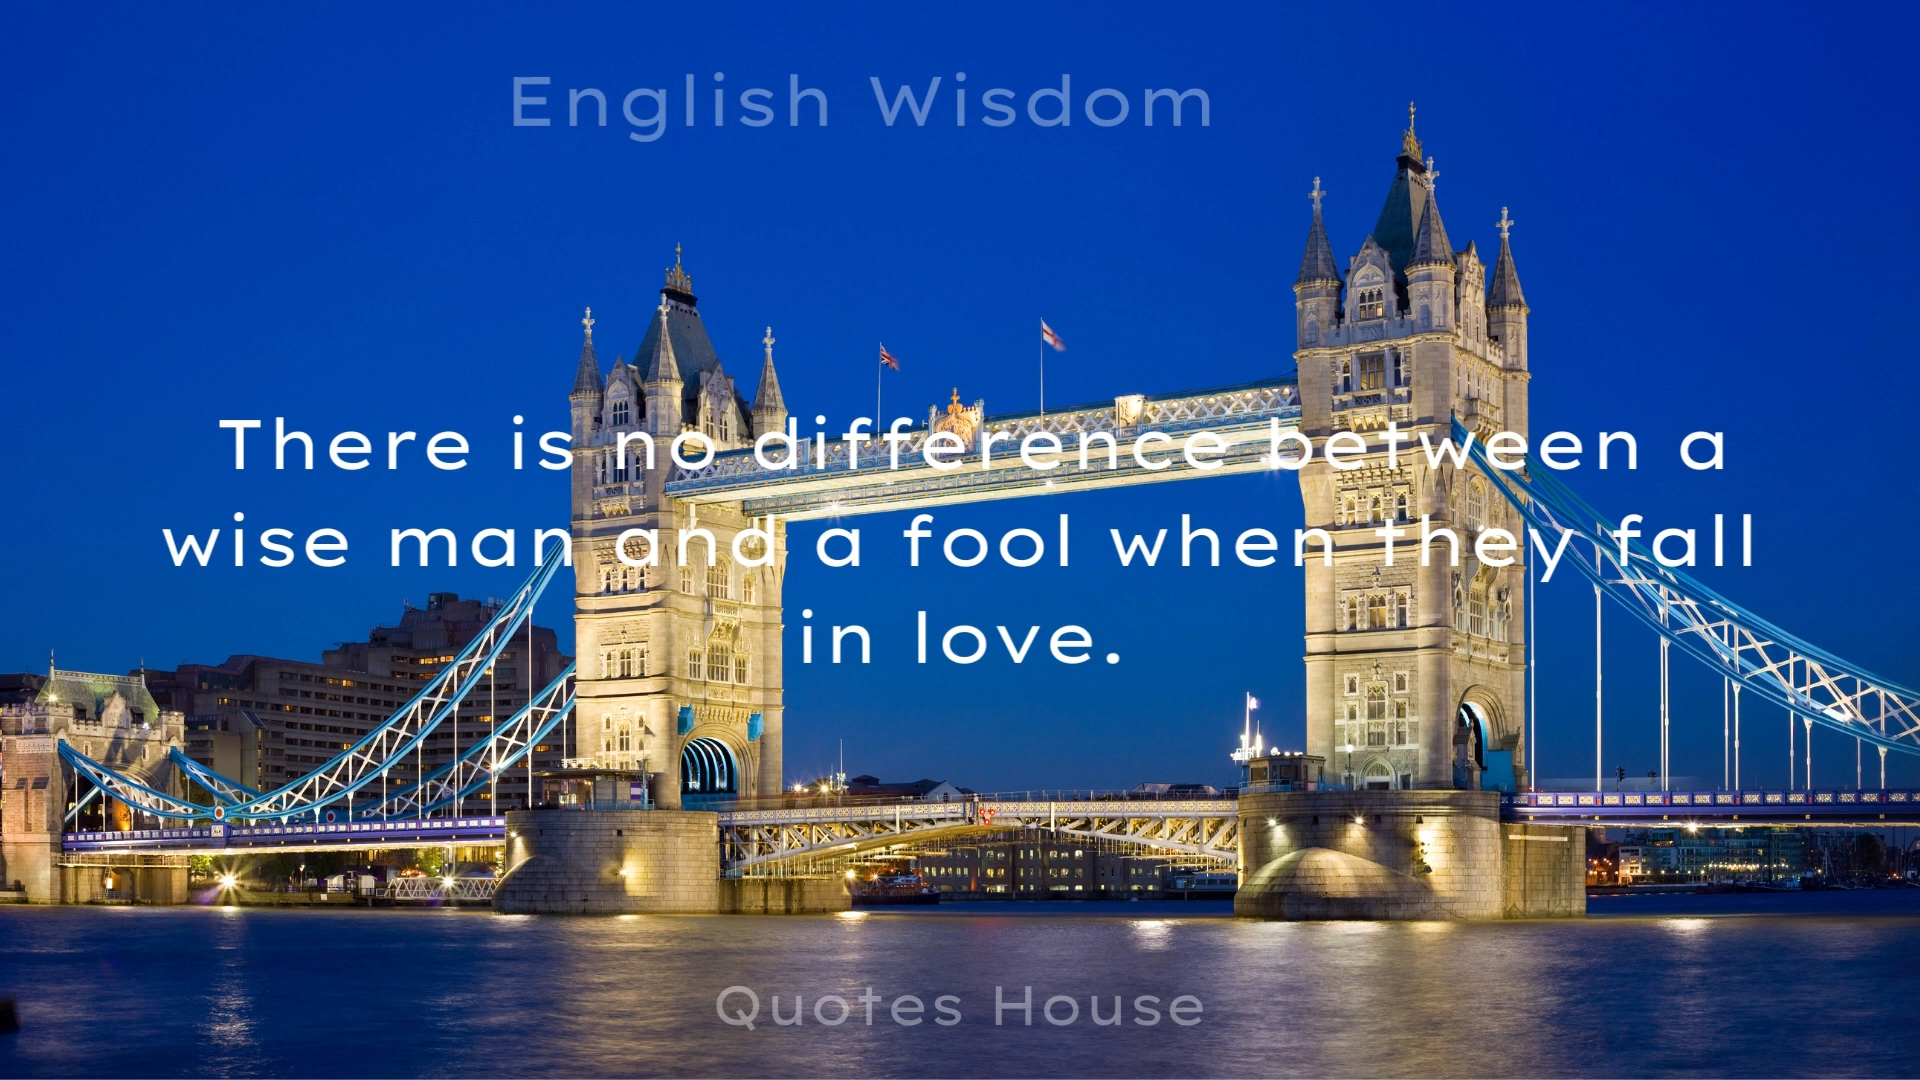 English Wisdom
There is no difference between a
wise man and a fool when they fall
in love.
Quotes House